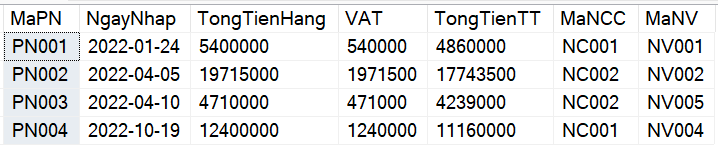 MaPN NgayNhap TongTienHang VAT TongTienTT MaNCC MaNV
PN001 2022-01-24 5400000 540000 4860000 NC001 NV001
PN002 2022-04-05 19715000 1971500 17743500 NC002 NV002
PN003 2022-04-10 4710000 471000 4239000 NC002 NV005
PN004 2022-10-19 12400000 1240000 11160000 NC001 NV004